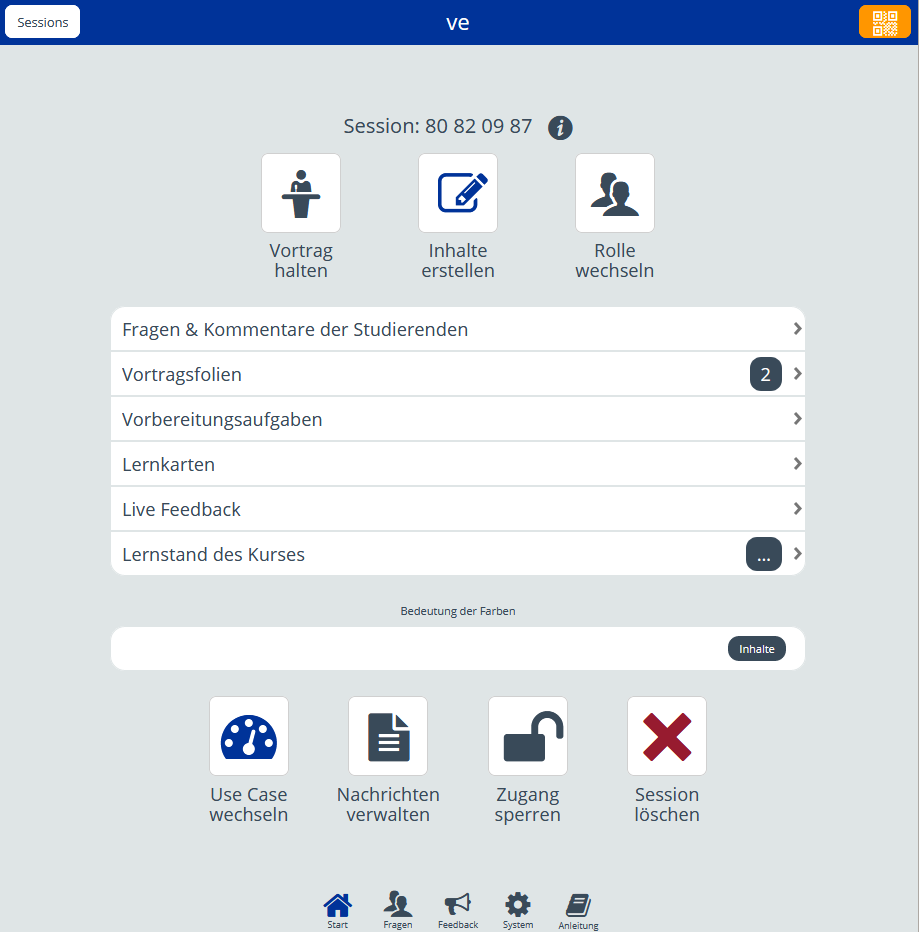 Sessions
ve
Session: 80 82 09 87
Vortrag
halten
Inhalte
erstellen
Rolle
wechseln
Fragen & Kommentare der Studierenden
Vortragsfolien 2
Vorbereitungsaufgaben
Lernkarten
Live Feedback
Lernstand des Kurses ...
Bedeutung der Farben
Inhalte
Use Case
wechseln
Nachrichten
verwalten
Zugang
sperren
Session
löschen
Start
Fragen
Feedback
System
Anleitung